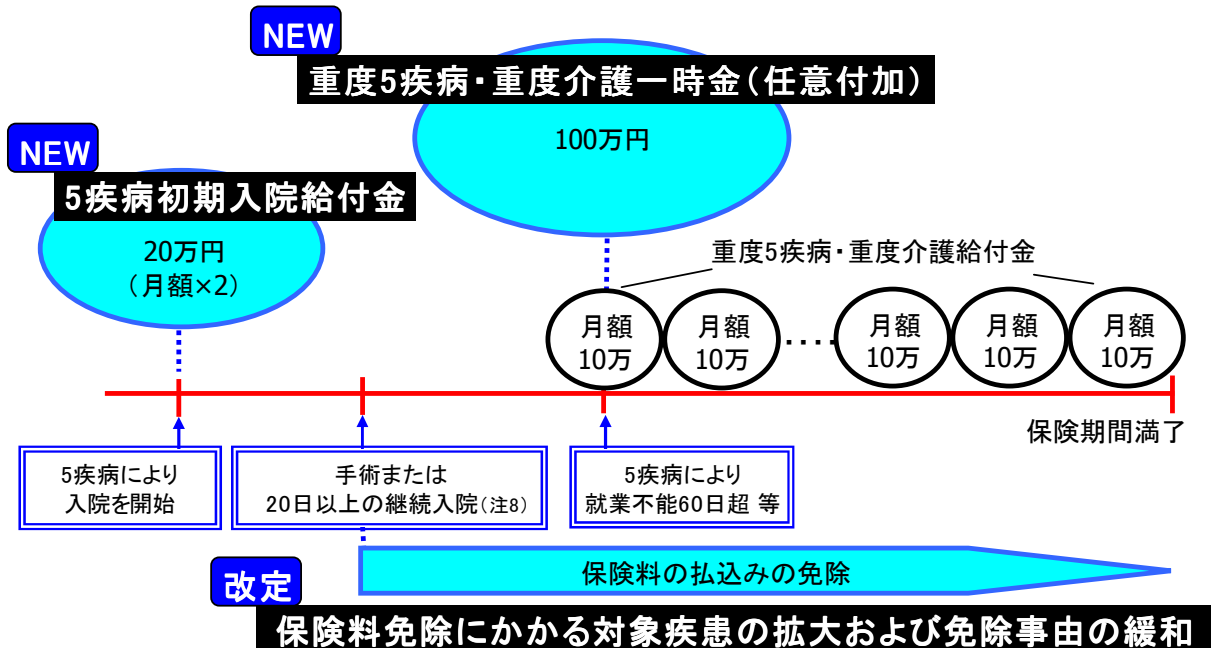 NEW
重度5疾病・重度介護一時金(任意付加)
100万円
NEW
5疾病初期入院給付金
20万円
(月額×2)
重度5疾病・重度介護給付金
月額
10万
月額
10万
‥‥
月額
10万
月額
10万
月額
10万
保険期間満了
5疾病により
入院を開始
手術または
20日以上の継続入院(注8)
5疾病により
就業不能60日超 等
保険料の払込みの免除
改定
保険料免除にかかる対象疾患の拡大および免除事由の緩和